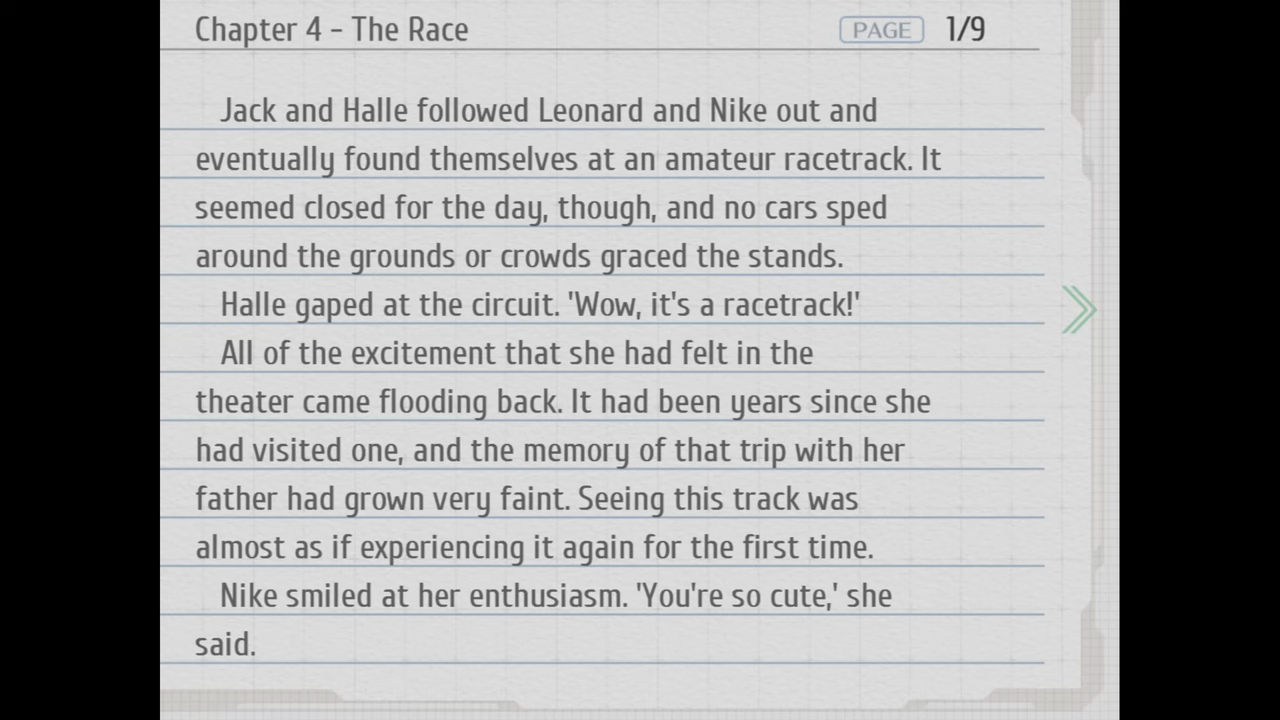 Chapter 4 - The Race
PAGE 1/9
Jack and Halle followed Leonard and Nike out and
eventually found themselves at an amateur racetrack. It
seemed closed for the day, though, and no cars sped
around the grounds or crowds graced the stands.
Halle gaped at the circuit. 'Wow, it's a racetrack!'
All of the excitement that she had felt in the
theater came flooding back. It had been years since she
had visited one, and the memory of that trip with her
father had grown very faint. Seeing this track was
almost as if experiencing it again for the first time.
Nike smiled at her enthusiasm. 'You're so cute,' she
said.